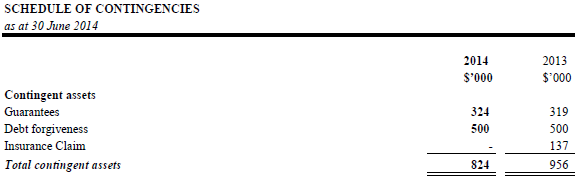 SCHEDULE OF CONTINGENCIES
as at 30 June 2014
2014 2013
$'000 $'000
Contingent assets
Guarantees 324 319
Debt forgiveness 500 500
Insurance Claim - 137
Total contingent assets 824 956